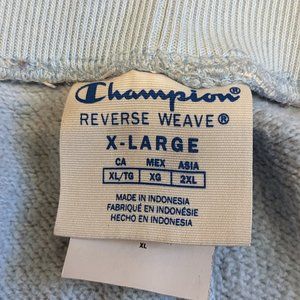 Champion®
REVERSE WEAVE®
X-LARGE
CA MEX ASIA
XL/TG XG 2XL
MADE IN INDONESIA
FABRIQUÉ EN INDONÉSIE
HECHO EN INDONESIA
XL